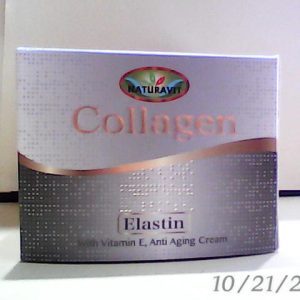 NATURAVIT
Collagen
Elastin
With Vitamin E, Anti Aging Cream
10/21/2